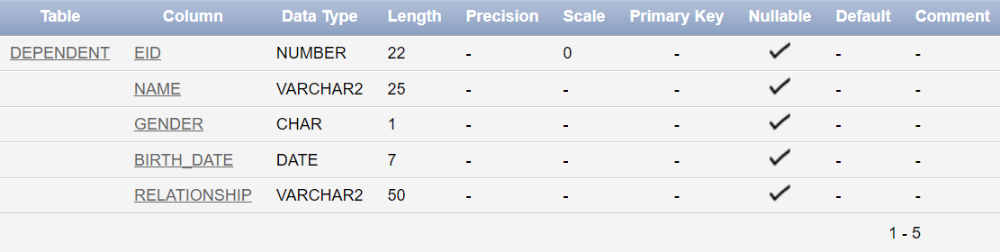 Table Column Data Type Length Precision Scale Primary Key Nullable Default Comment
DEPENDENT EID NUMBER 22 - 0 - ✓ - -
NAME VARCHAR2 25 - - - ✓ - -
GENDER CHAR 1 - - - ✓ - -
BIRTH_DATE DATE 7 - - - ✓ - -
RELATIONSHIP VARCHAR2 50 - - - ✓ - -
1 - 5